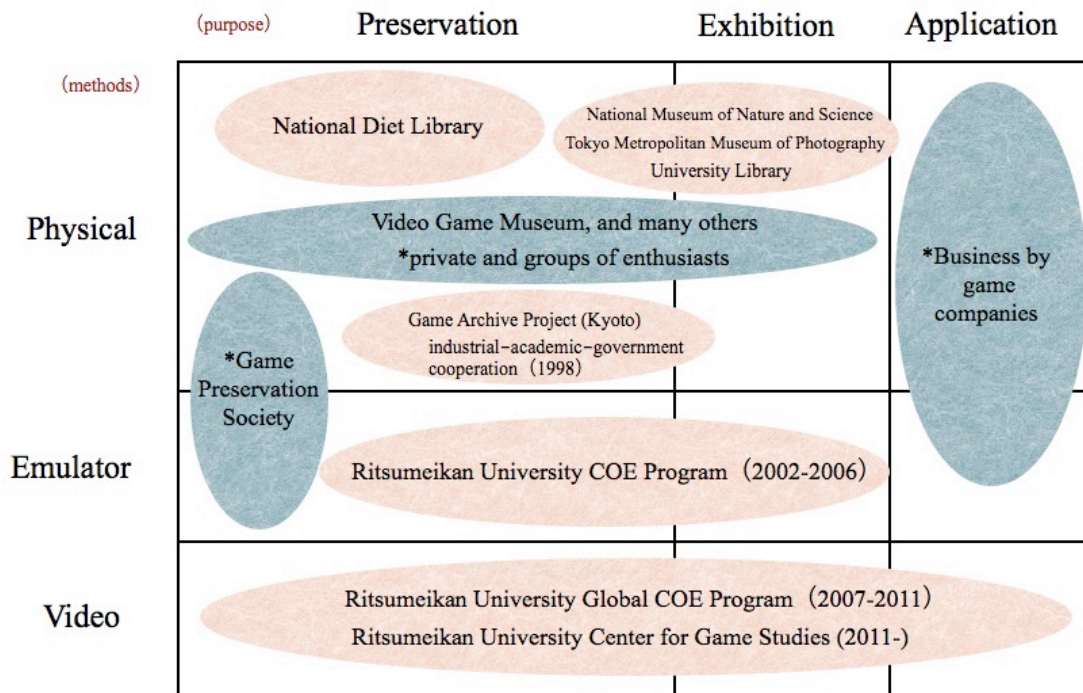 (purpose)
Preservation
Exhibition
Application
(methods)
National Diet Library
National Museum of Nature and Science
Tokyo Metropolitan Museum of Photography
University Library
Physical
Video Game Museum, and many others
*private and groups of enthusiasts
*Business by
game
companies
Game Archive Project (Kyoto)
industrial-academic-government
cooperation（1998）
*Game
Preservation
Society
Emulator
Ritsumeikan University COE Program（2002-2006）
Video
Ritsumeikan University Global COE Program（2007-2011）
Ritsumeikan University Center for Game Studies (2011-)